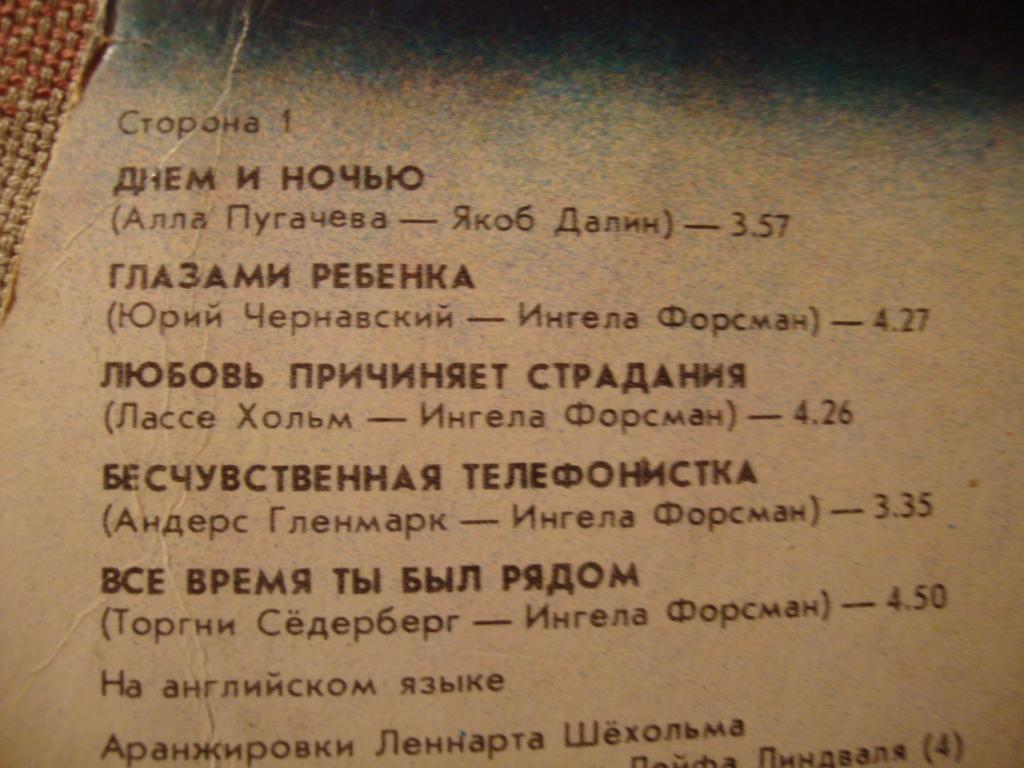 Сторона 1
ДНЕМ И НОЧЬЮ
(Алла Пугачева — Якоб Далин) — 3.57
ГЛАЗАМИ РЕБЕНКА
(Юрий Чернавский — Ингела Форсман) — 4.27
ЛЮБОВЬ ПРИЧИНЯЕТ СТРАДАНИЯ
(Лассе Хольм — Ингела Форсман) — 4.26
БЕСЧУВСТВЕННАЯ ТЕЛЕФОНИСТКА
(Андерс Гленмарк — Ингела Форсман) — 3.35
ВСЕ ВРЕМЯ ТЫ БЫЛ РЯДОМ
(Торгни Сёдерберг — Ингела Форсман) — 4.50
На английском языке
Аранжировки Леннарта Шёхольма
Лейфа Линдваля (4)